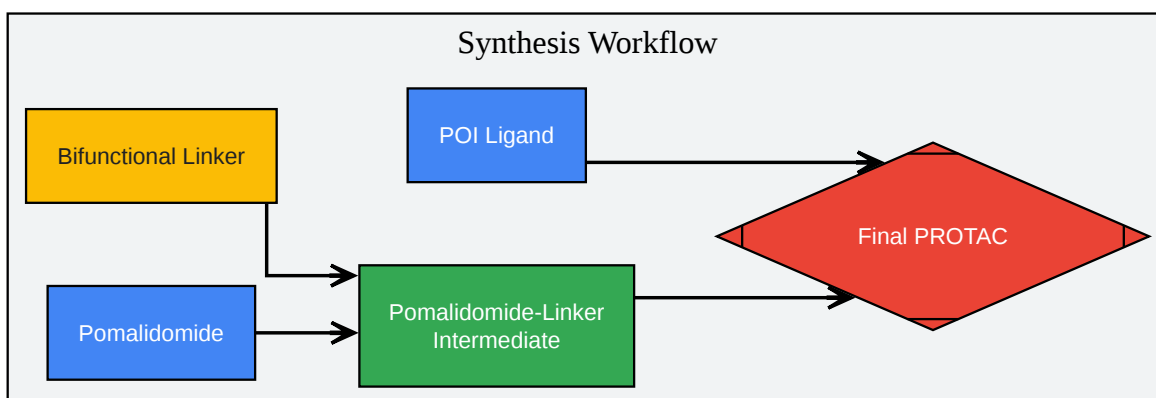 Synthesis Workflow
POI Ligand
Bifunctional Linker
Final PROTAC
Pomalidomide
Pomalidomide-Linker
Intermediate